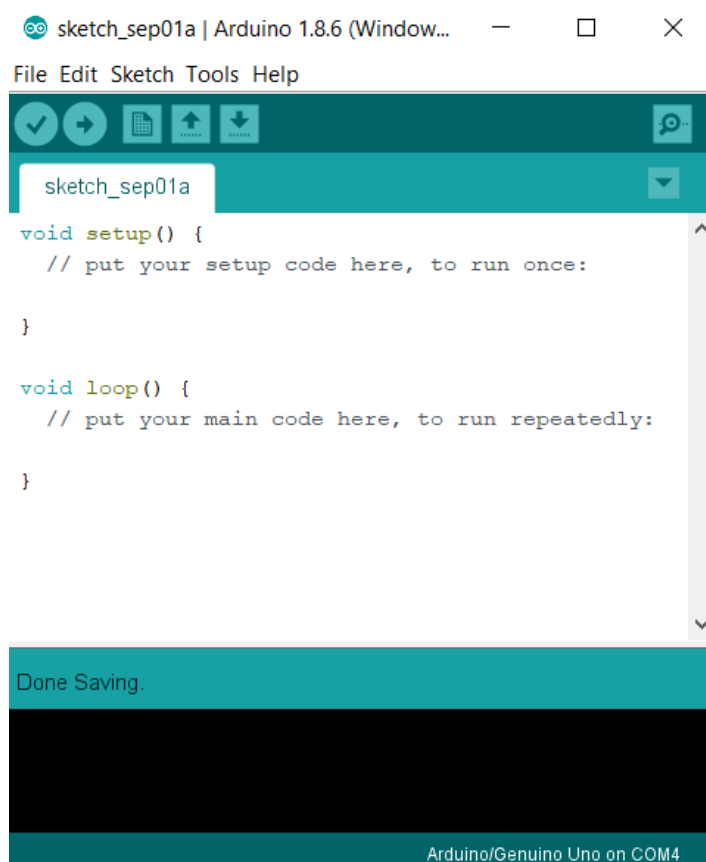 sketch_sep01a | Arduino 1.8.6 (Window...
File Edit Sketch Tools Help
sketch_sep01a
void setup() {
  // put your setup code here, to run once:
}
void loop() {
  // put your main code here, to run repeatedly:
}
Done Saving.
Arduino/Genuino Uno on COM4